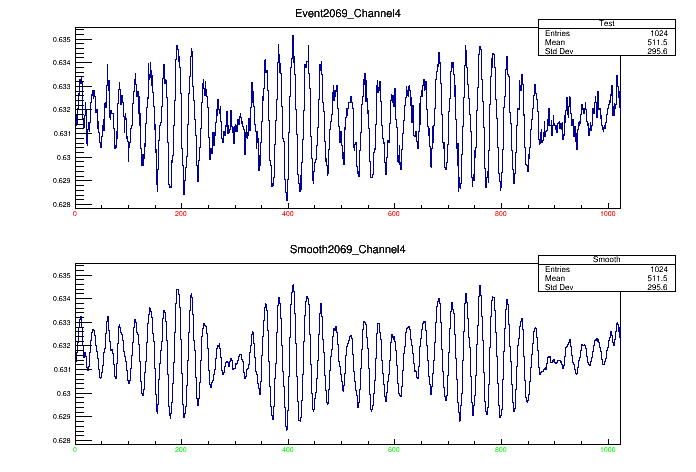 Event2069_Channel4
Test
Entries 1024
Mean 511.5
Std Dev 295.6
0.635
0.634
0.633
0.632
0.631
0.63
0.629
0.628
0 200 400 600 800 1000
Smooth2069_Channel4
Smooth
Entries 1024
Mean 511.5
Std Dev 295.6
0.635
0.634
0.633
0.632
0.631
0.63
0.629
0.628
0 200 400 600 800 1000